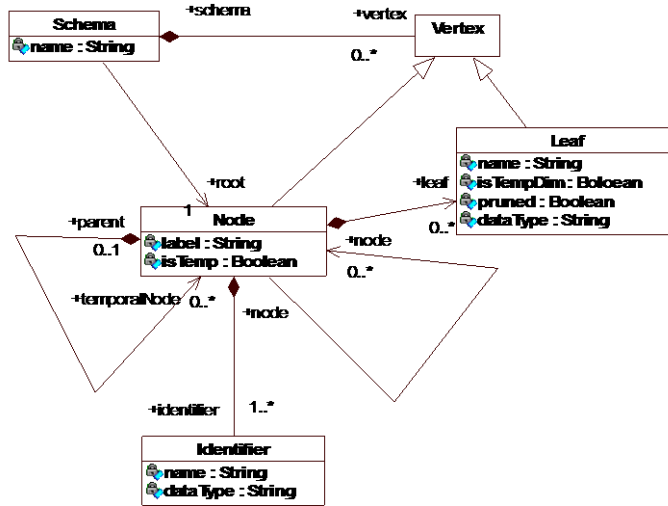 +schema
+vertex
Schema
name : String
Vertex
0..*
Leaf
name : String
isTempDim : Boloean
pruned : Boolean
dataType : String
+leaf
0..*
+root
1
Node
label : String
isTemp : Boolean
+parent
0..1
+node
0..*
+temporalNode
0..*
+node
+identifier
1..*
Identifier
name : String
dataType : String